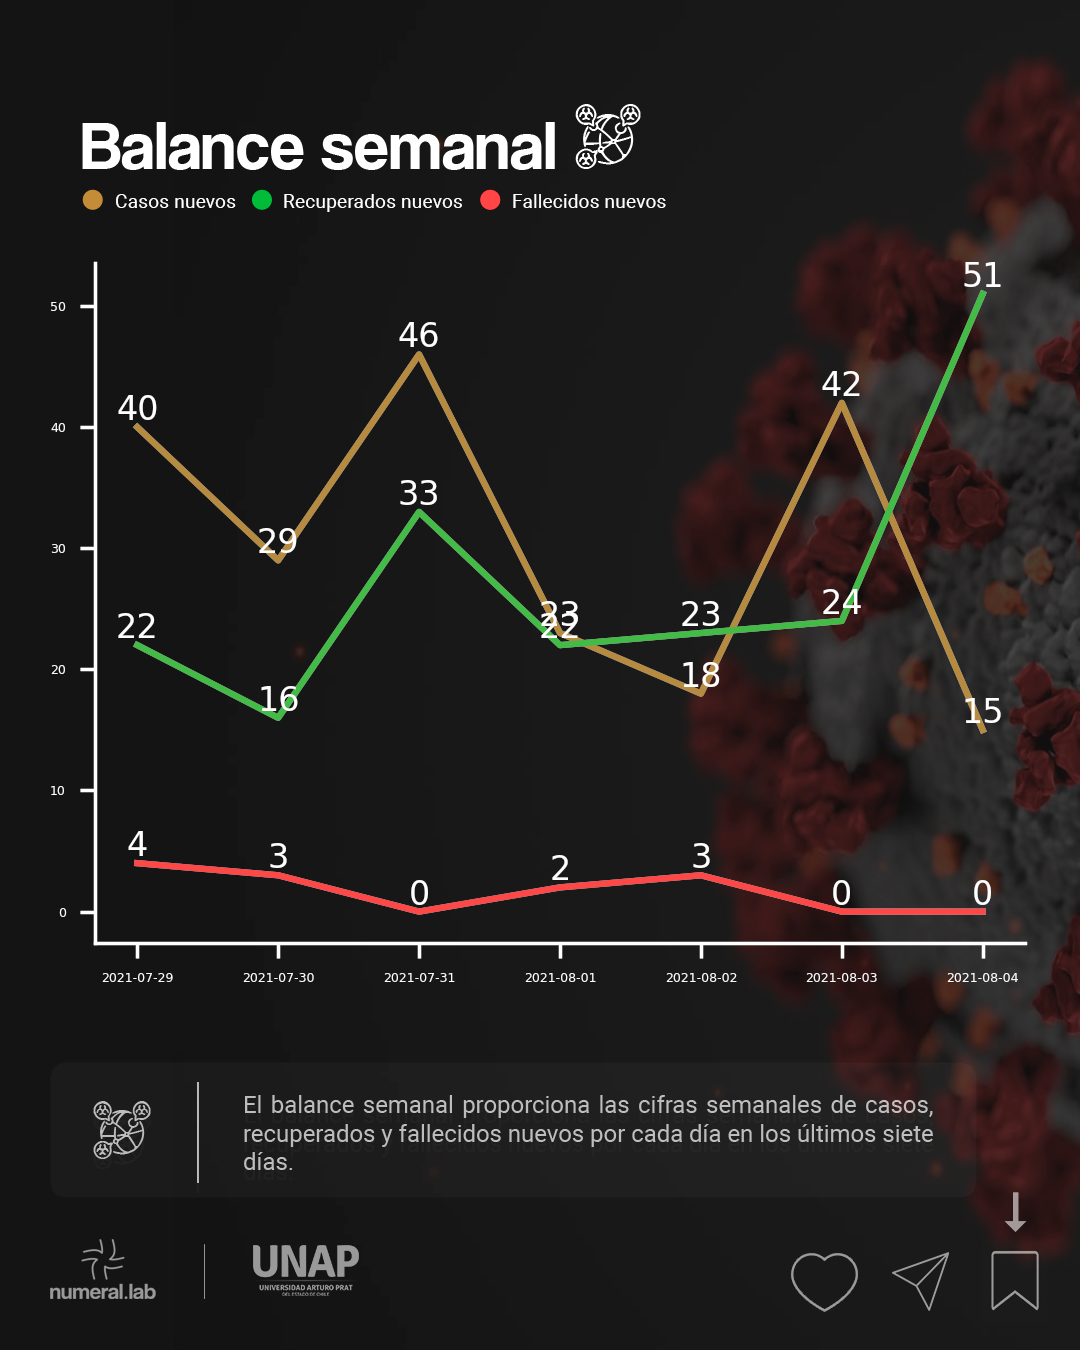 Balance semanal
Casos nuevos Recuperados nuevos Fallecidos nuevos
51
50
46
42
40
40
33
30
29
24
23
23
22
22
20
18
16
15
10
4
3
3
2
0
0
0
0
2021-07-29 2021-07-30 2021-07-31 2021-08-01 2021-08-02 2021-08-03 2021-08-04
El balance semanal proporciona las cifras semanales de casos,
recuperados y fallecidos nuevos por cada día en los últimos siete
días.
numeral.lab
UNAP
UNIVERSIDAD ARTURO PRAT
DEL ESTADO DE CHILE